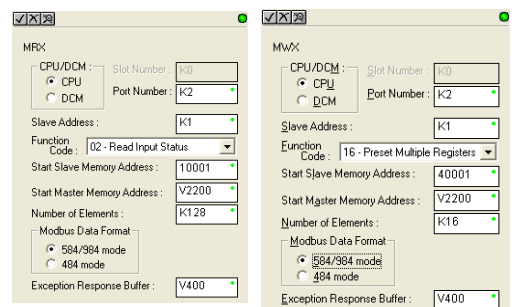 MRX
CPU/DCM :
CPU
DCM
Slot Number : K0
Port Number : K2
Slave Address : K1
Function
Code : 02 - Read Input Status
Start Slave Memory Address : 10001
Start Master Memory Address : V2200
Number of Elements : K128
Modbus Data Format
584/984 mode
484 mode
Exception Response Buffer : V400
MWX
CPU/DCM :
CPU
DCM
Slot Number : K0
Port Number : K2
Slave Address : K1
Function
Code : 16 - Preset Multiple Registers
Start Slave Memory Address : 40001
Start Master Memory Address : V2200
Number of Elements : K16
Modbus Data Format
584/984 mode
484 mode
Exception Response Buffer : V400